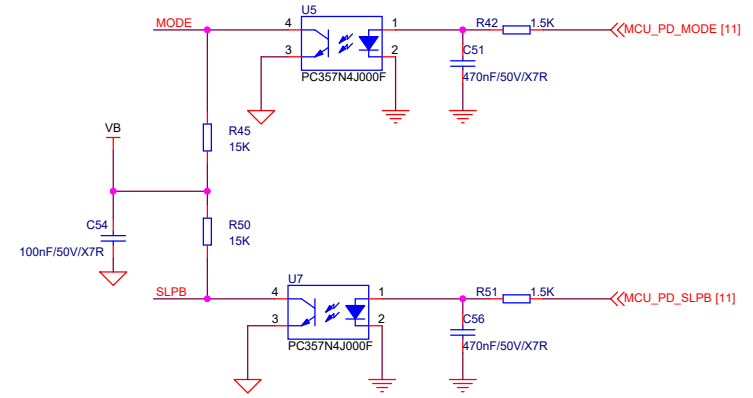 U5
MODE
4
1
R42
1.5K
MCU_PD_MODE [11]
3
2
C51
PC357N4J000F
470nF/50V/X7R
VB
R45
15K
C54
R50
100nF/50V/X7R
15K
U7
SLPB
4
1
R51
1.5K
MCU_PD_SLPB [11]
3
2
C56
PC357N4J000F
470nF/50V/X7R